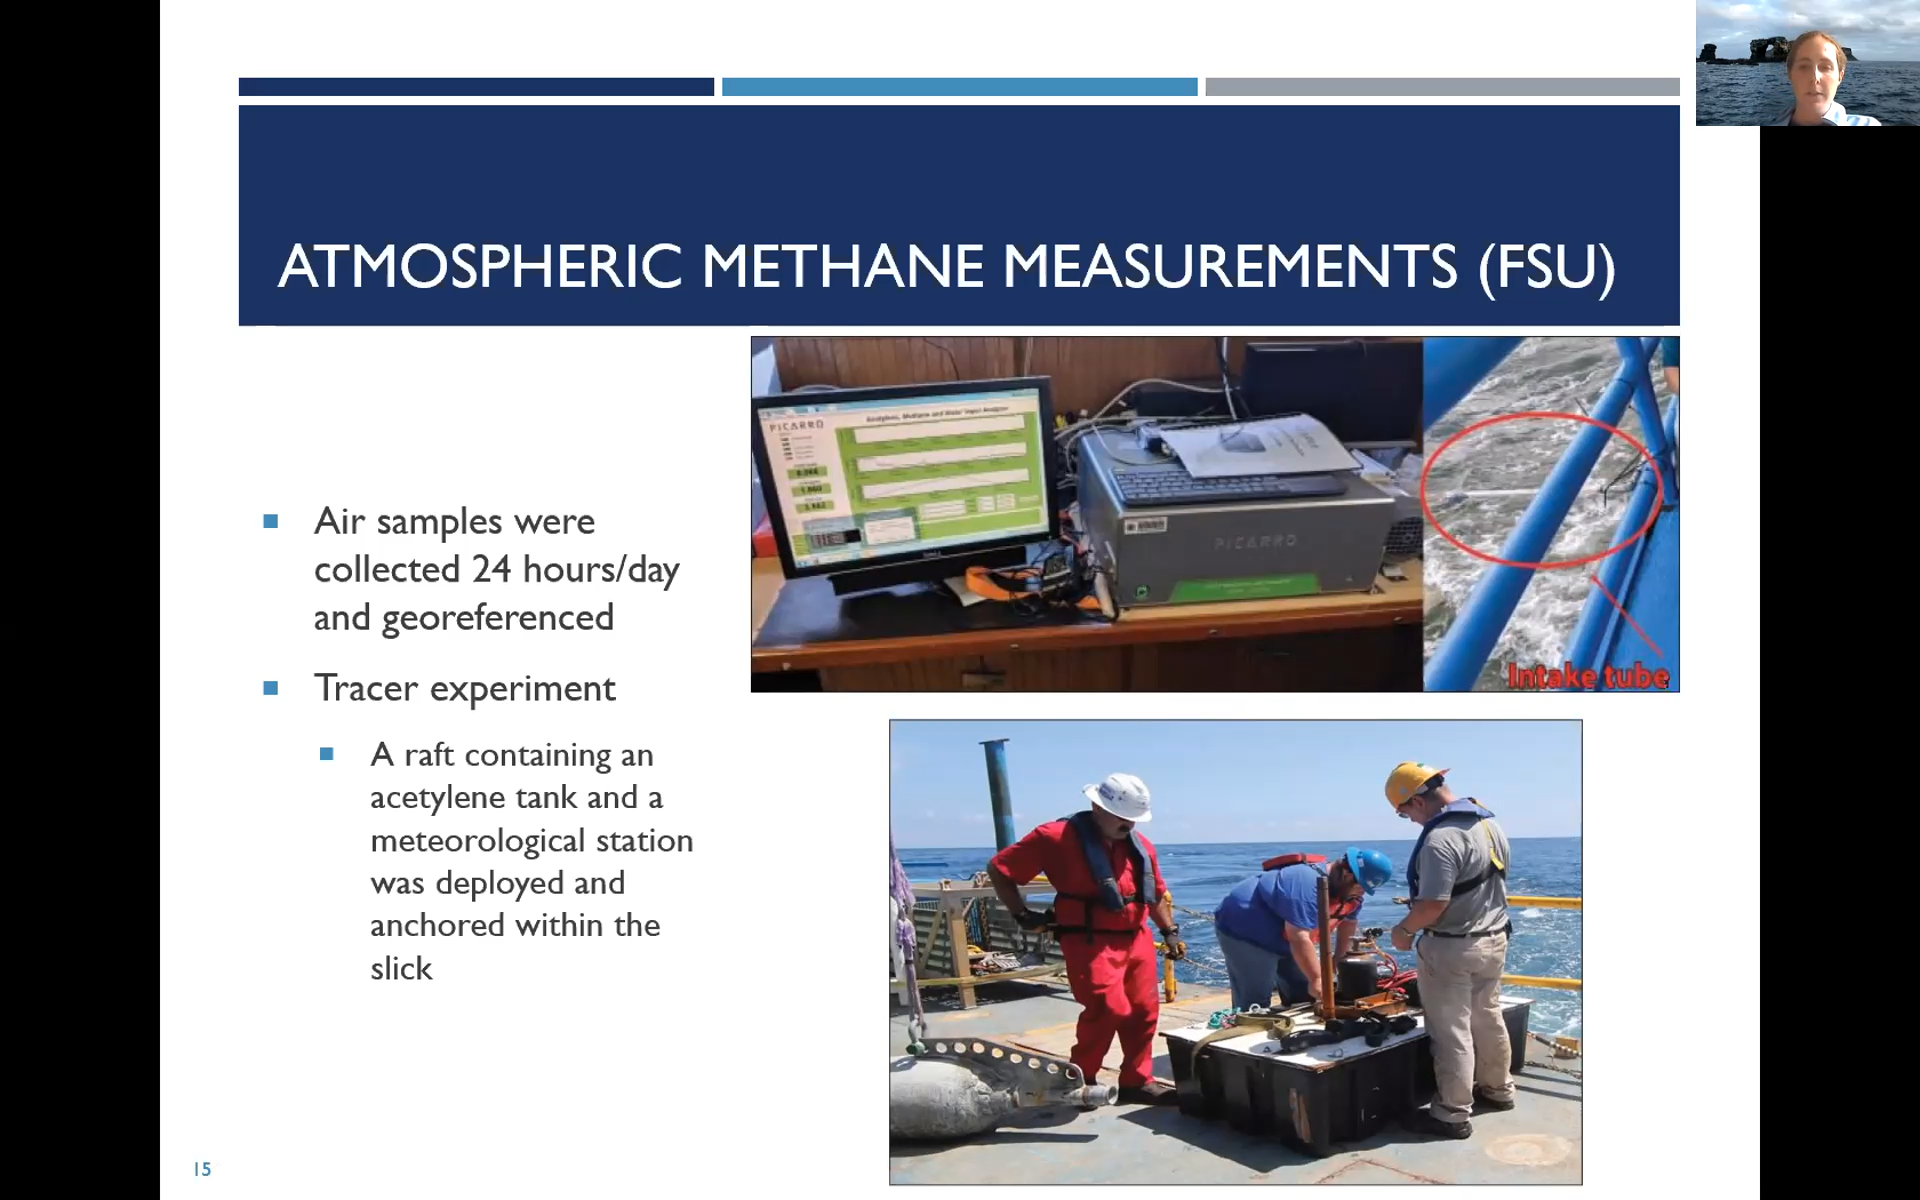 ATMOSPHERIC METHANE MEASUREMENTS (FSU)
Air samples were
collected 24 hours/day
and georeferenced
Tracer experiment
A raft containing an
acetylene tank and a
meteorological station
was deployed and
anchored within the
slick
PICARRO
PICARRO
Intake tube
15